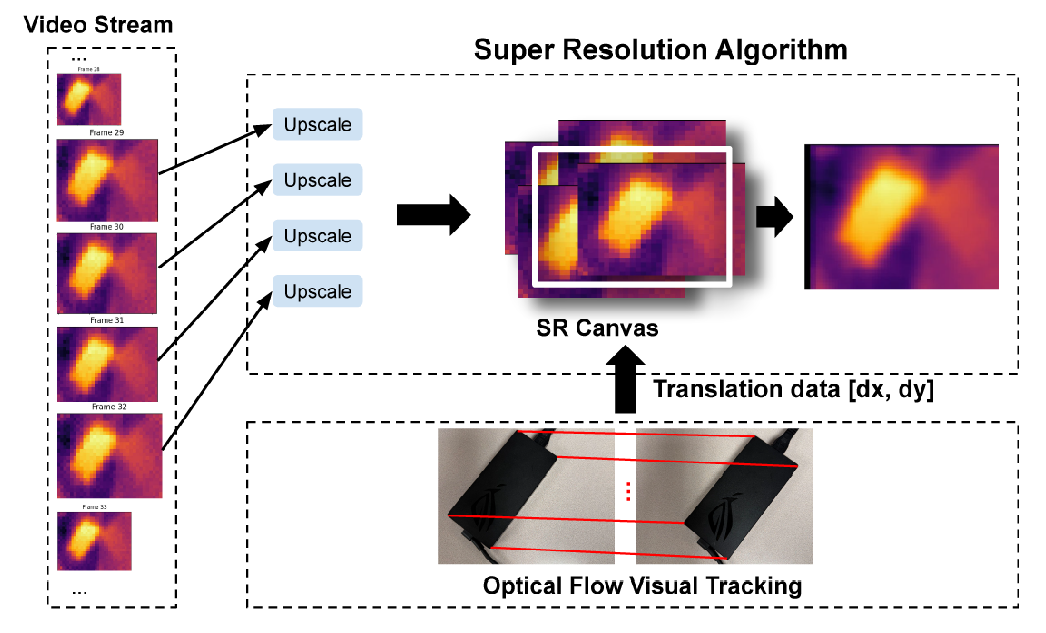 Video Stream
...
Frame 28
Frame 29
Frame 30
Frame 31
Frame 32
Frame 33
...
Super Resolution Algorithm
Upscale
Upscale
Upscale
Upscale
SR Canvas
Translation data [dx, dy]
...
Optical Flow Visual Tracking